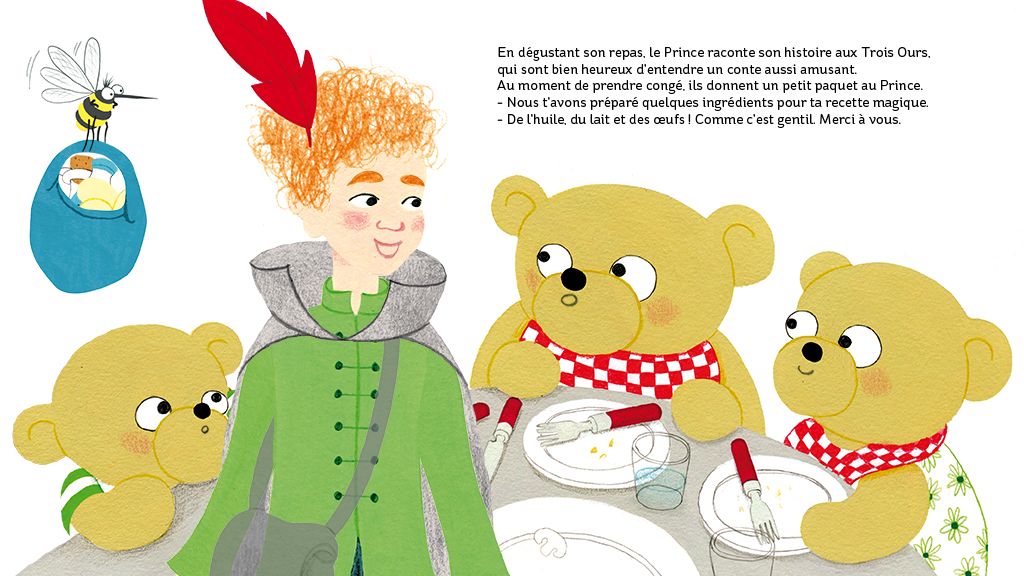 En dégustant son repas, le Prince raconte son histoire aux Trois Ours,
qui sont bien heureux d'entendre un conte aussi amusant.
Au moment de prendre congé, ils donnent un petit paquet au Prince.
- Nous t'avons préparé quelques ingrédients pour ta recette magique.
- De l'huile, du lait et des œufs ! Comme c'est gentil. Merci à vous.